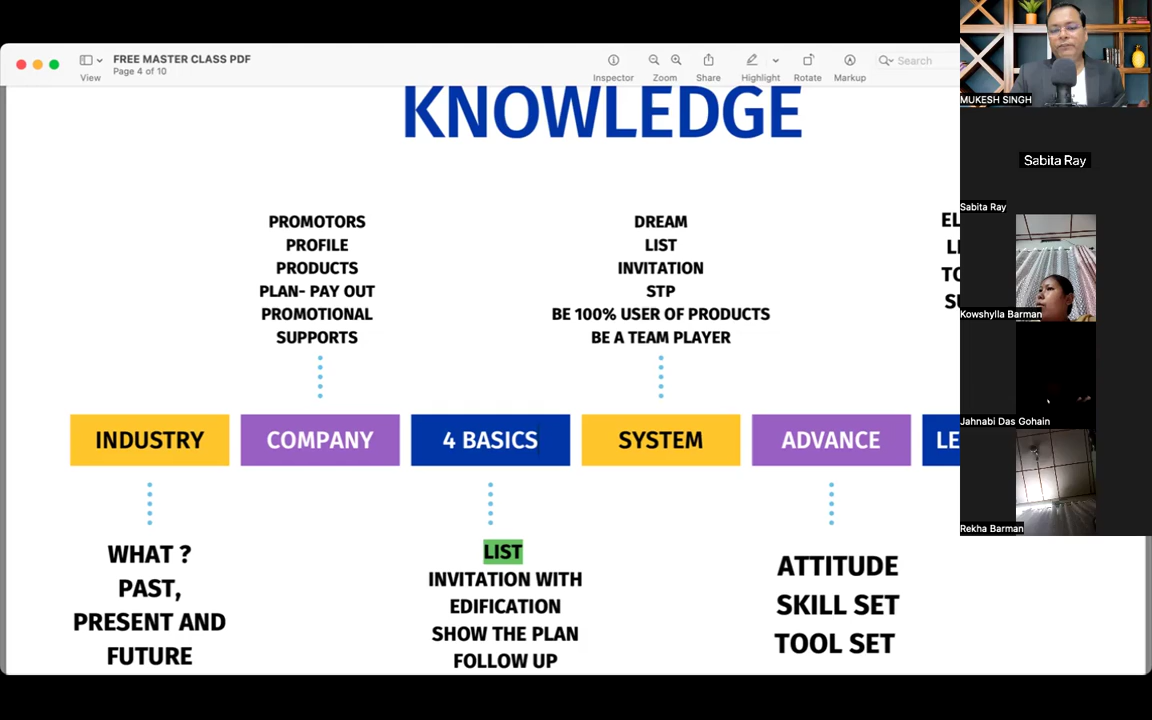 FREE MASTER CLASS PDF
Page 4 of 10
View
Inspector
Zoom
Share
Highlight
Rotate
Markup
Search
KNOWLEDGE
PROMOTORS
PROFILE
PRODUCTS
PLAN- PAY OUT
PROMOTIONAL
SUPPORTS
DREAM
LIST
INVITATION
STP
BE 100% USER OF PRODUCTS
BE A TEAM PLAYER
INDUSTRY
COMPANY
4 BASICS
SYSTEM
ADVANCE
WHAT ?
PAST,
PRESENT AND
FUTURE
LIST
INVITATION WITH
EDIFICATION
SHOW THE PLAN
FOLLOW UP
ATTITUDE
SKILL SET
TOOL SET
MUKESH SINGH
Sabita Ray
Sabita Ray
Kowshylla Barman
Jahnabi Das Gohain
Rekha Barman